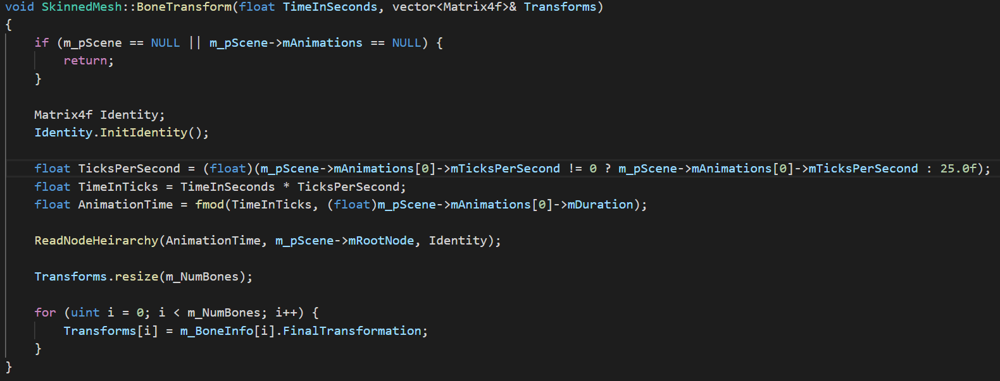 void SkinnedMesh::BoneTransform(float TimeInSeconds, vector<Matrix4f>& Transforms)
{
    if (m_pScene == NULL || m_pScene->mAnimations == NULL) {
        return;
    }

    Matrix4f Identity;
    Identity.InitIdentity();

    float TicksPerSecond = (float)(m_pScene->mAnimations[0]->mTicksPerSecond != 0 ? m_pScene->mAnimations[0]->mTicksPerSecond : 25.0f);
    float TimeInTicks = TimeInSeconds * TicksPerSecond;
    float AnimationTime = fmod(TimeInTicks, (float)m_pScene->mAnimations[0]->mDuration);

    ReadNodeHeirarchy(AnimationTime, m_pScene->mRootNode, Identity);

    Transforms.resize(m_NumBones);

    for (uint i = 0; i < m_NumBones; i++) {
        Transforms[i] = m_BoneInfo[i].FinalTransformation;
    }
}